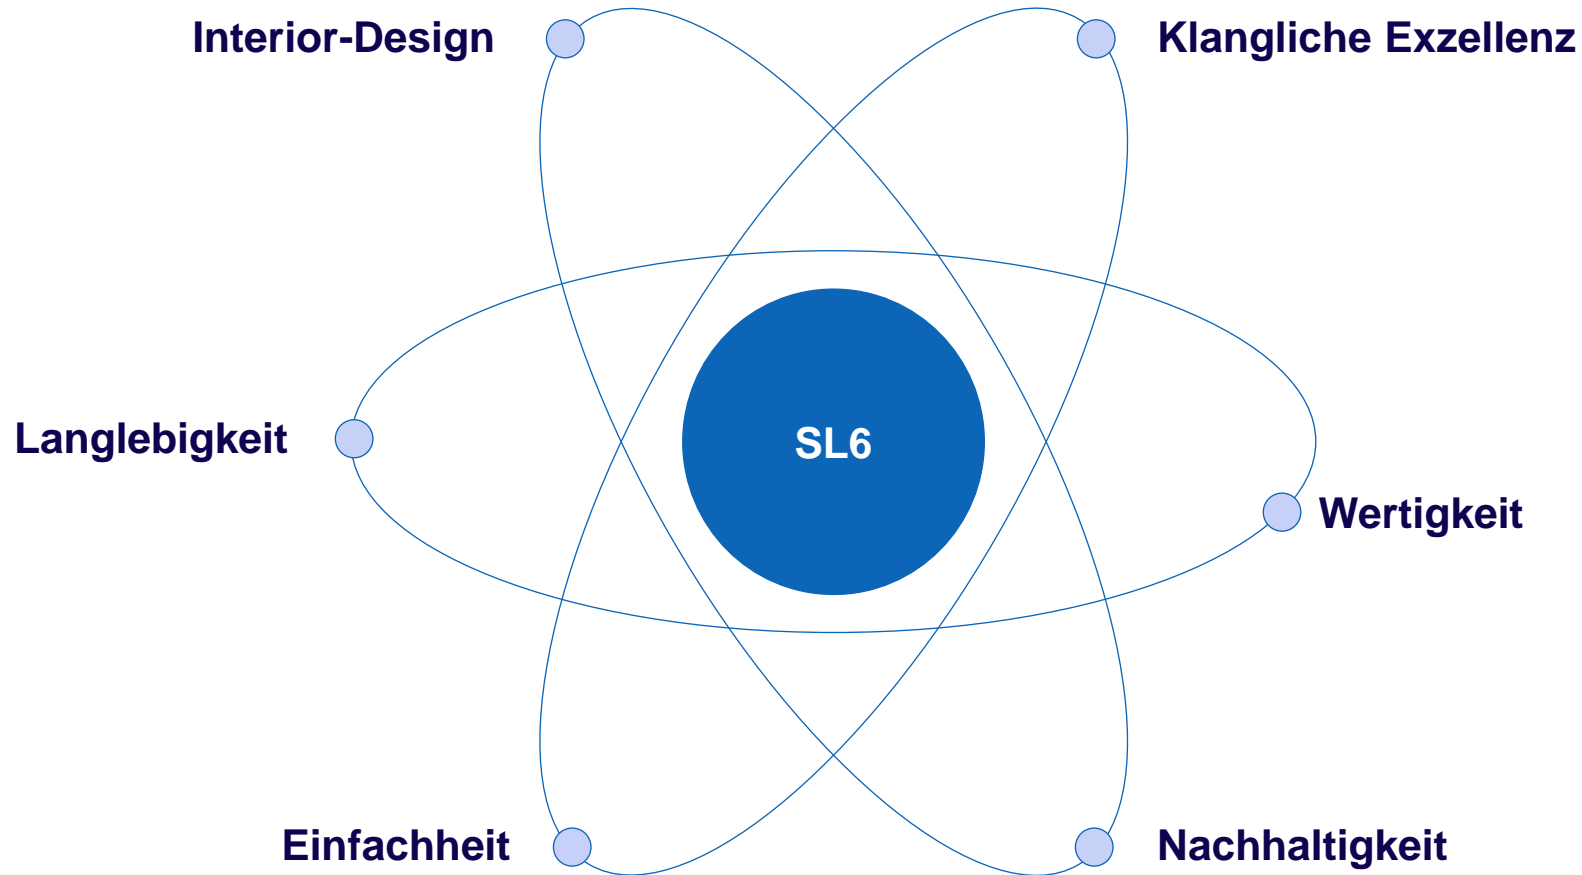 Interior-Design
Klangliche Exzellenz
Langlebigkeit
SL6
Wertigkeit
Einfachheit
Nachhaltigkeit